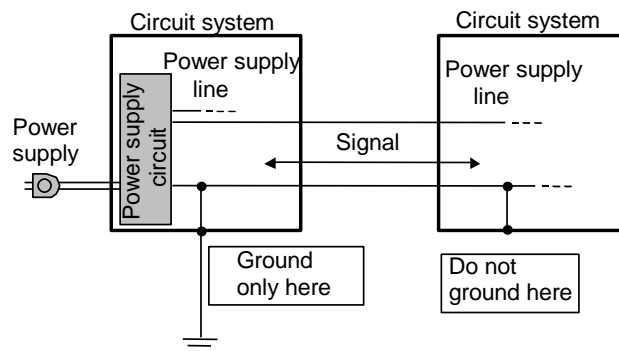 Circuit system
Circuit system
Power supply
line
Power supply
line
Power
supply
Power supply
circuit
Signal
Ground
only here
Do not
ground here